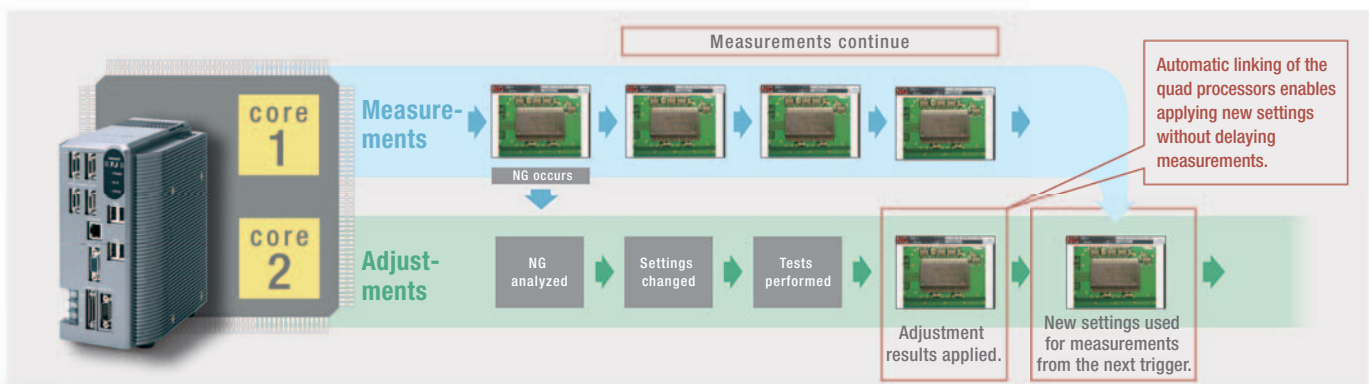 Measurements continue
Automatic linking of the
quad processors enables
applying new settings
without delaying
measurements.
core
1
Measure-
ments
NG occurs
core
2
Adjust-
ments
NG
analyzed
Settings
changed
Tests
performed
Adjustment
results applied.
New settings used
for measurements
from the next trigger.